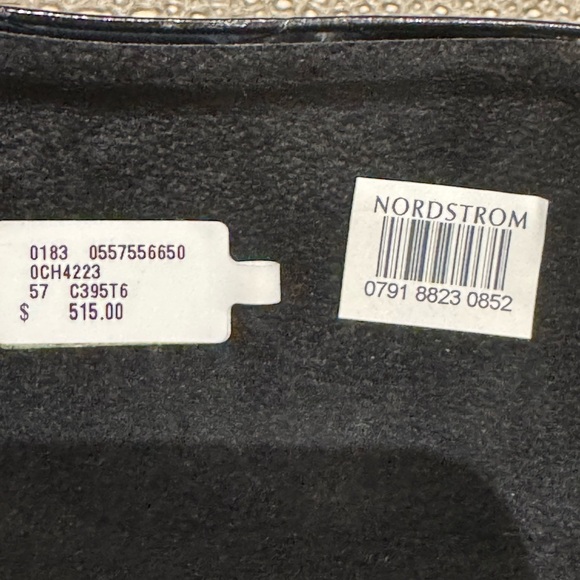 0183 0557556650
0CH4223
57 C395T6
$ 515.00
NORDSTROM
0791 8823 0852